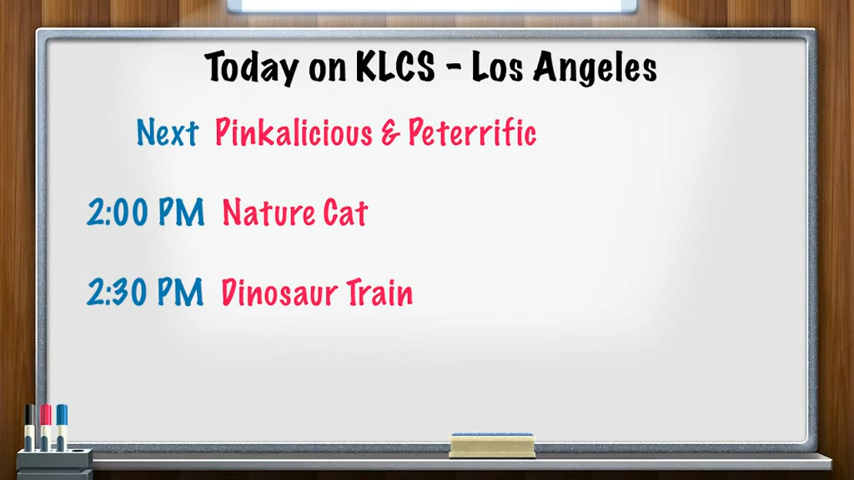 Today on KLCS - Los Angeles
Next Pinkalicious & Peterrific
2:00 PM Nature Cat
2:30 PM Dinosaur Train